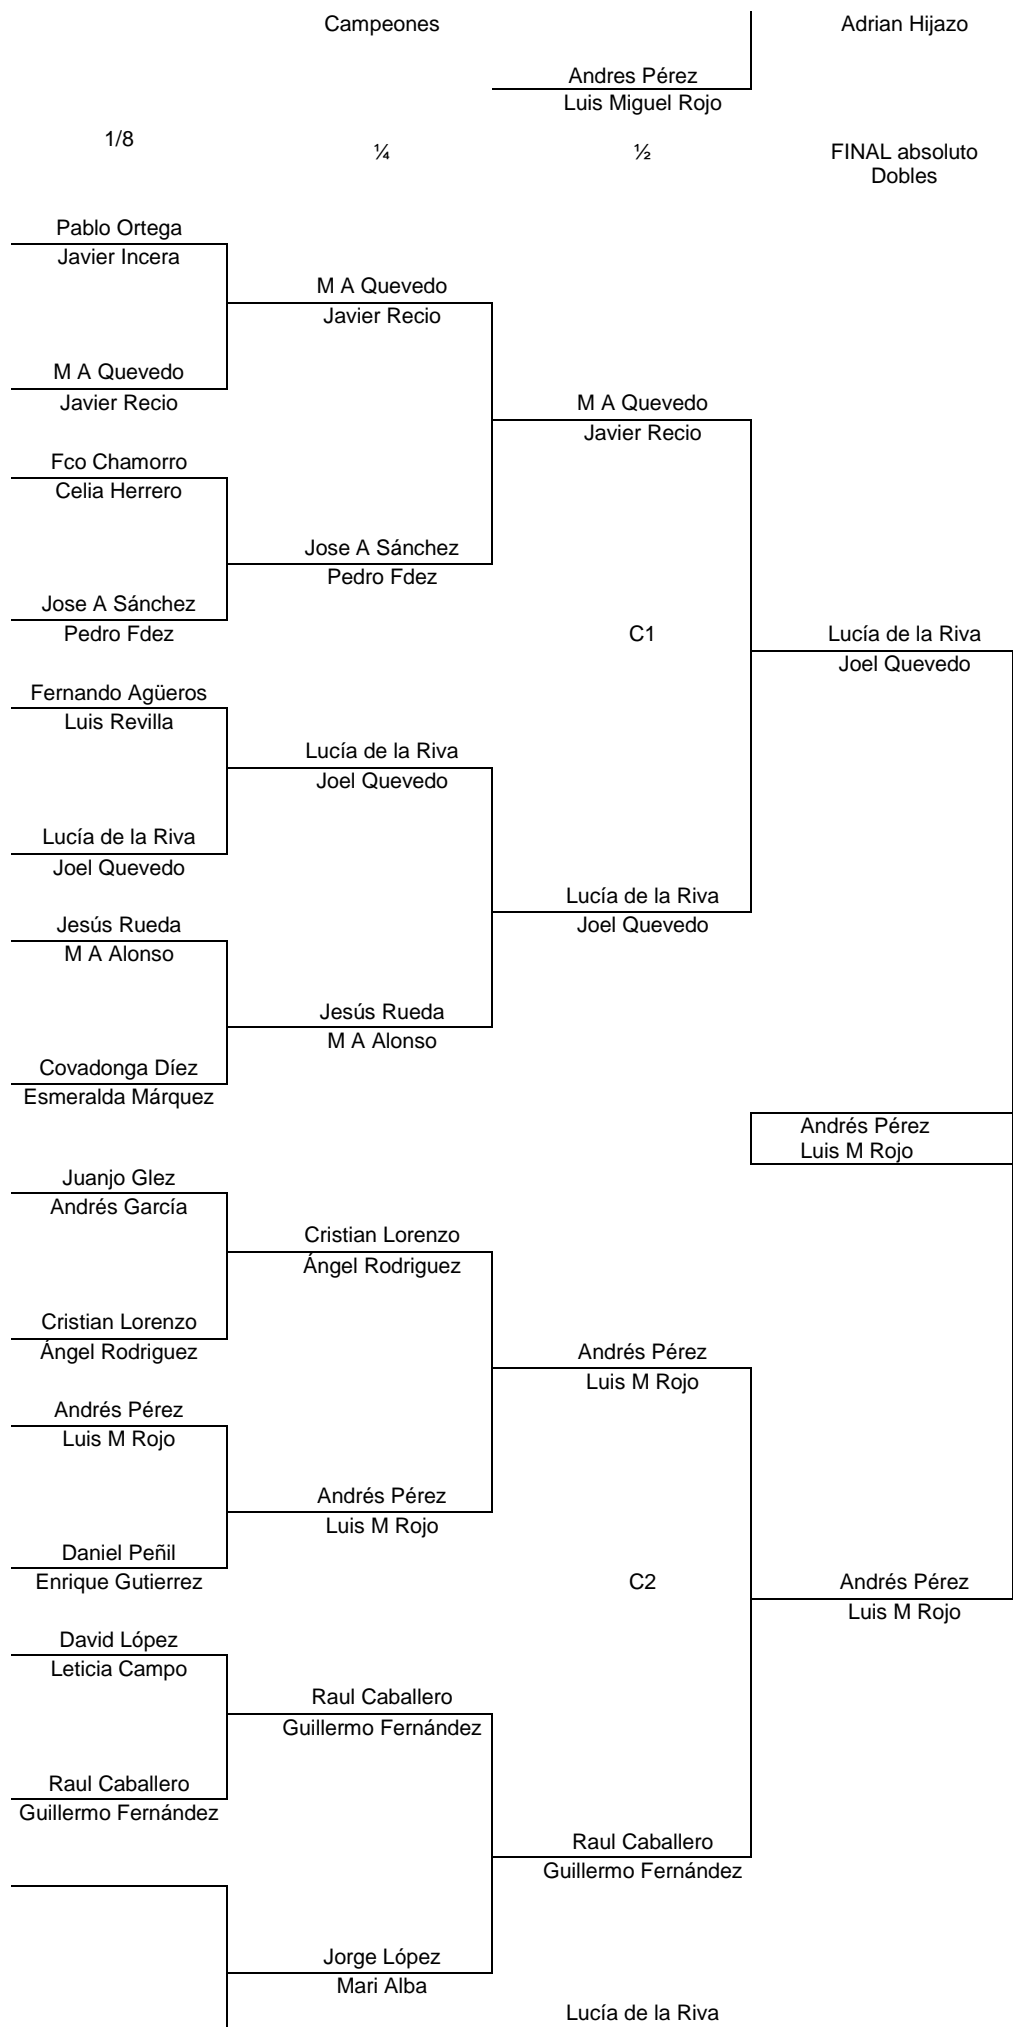 Campeones
Adrian Hijazo
Andres Pérez
Luis Miguel Rojo
1/8
¼
½
FINAL absoluto
Dobles
Pablo Ortega
Javier Incera
M A Quevedo
Javier Recio
M A Quevedo
Javier Recio
M A Quevedo
Javier Recio
Fco Chamorro
Celia Herrero
Jose A Sánchez
Pedro Fdez
Jose A Sánchez
Pedro Fdez
C1
Lucía de la Riva
Joel Quevedo
Fernando Agüeros
Luis Revilla
Lucía de la Riva
Joel Quevedo
Lucía de la Riva
Joel Quevedo
Lucía de la Riva
Joel Quevedo
Jesús Rueda
M A Alonso
Jesús Rueda
M A Alonso
Covadonga Díez
Esmeralda Márquez
Andrés Pérez
Luis M Rojo
Juanjo Glez
Andrés García
Cristian Lorenzo
Ángel Rodriguez
Cristian Lorenzo
Ángel Rodriguez
Andrés Pérez
Luis M Rojo
Andrés Pérez
Luis M Rojo
Andrés Pérez
Luis M Rojo
Daniel Peñil
Enrique Gutierrez
C2
Andrés Pérez
Luis M Rojo
David López
Leticia Campo
Raul Caballero
Guillermo Fernández
Raul Caballero
Guillermo Fernández
Raul Caballero
Guillermo Fernández
Jorge López
Mari Alba
Lucía de la Riva